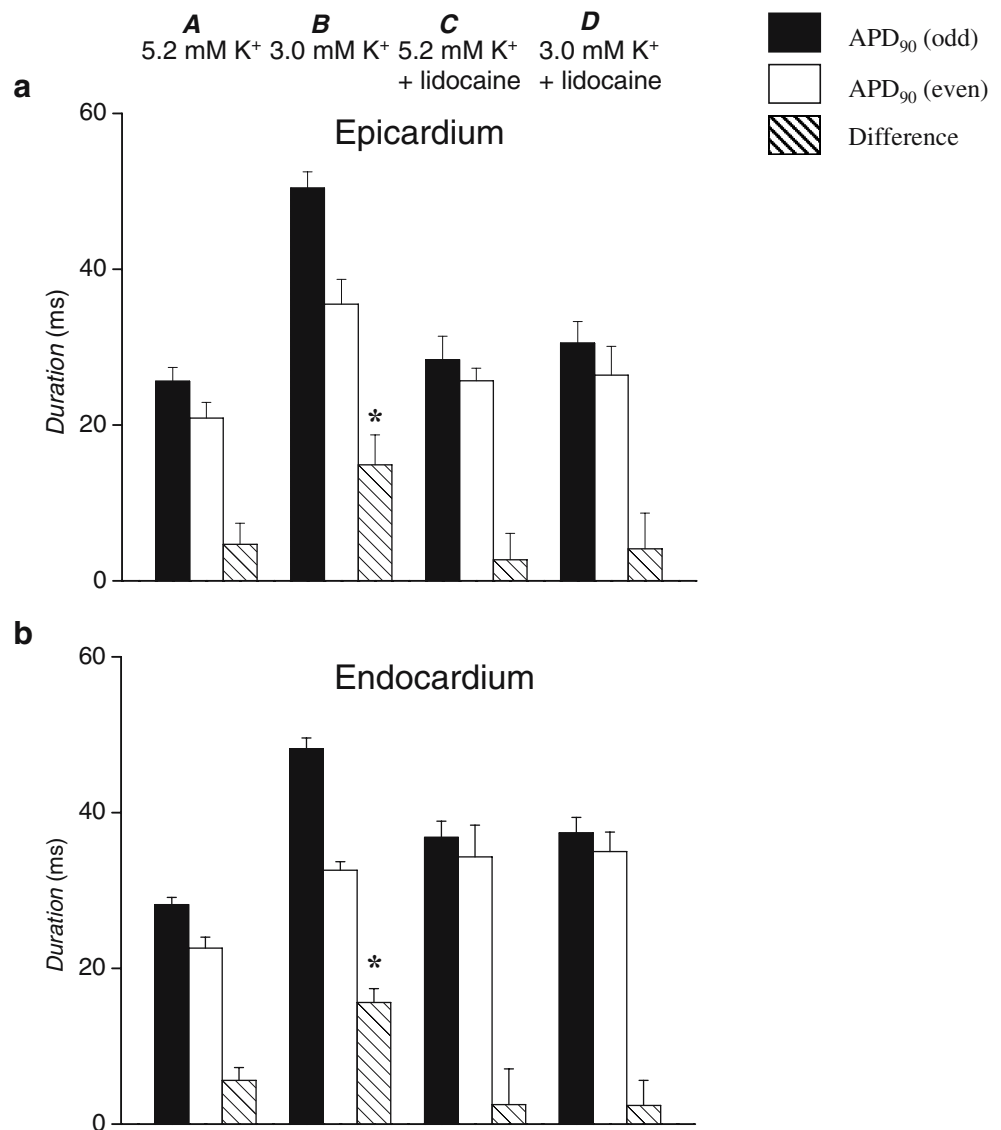 A B C D
5.2 mM K⁺ 3.0 mM K⁺ 5.2 mM K⁺ 3.0 mM K⁺
+ lidocaine + lidocaine
APD₉₀ (odd)
APD₉₀ (even)
Difference
a
Epicardium
60
40
20
0
Duration (ms)
*
b
Endocardium
60
40
20
0
Duration (ms)
*